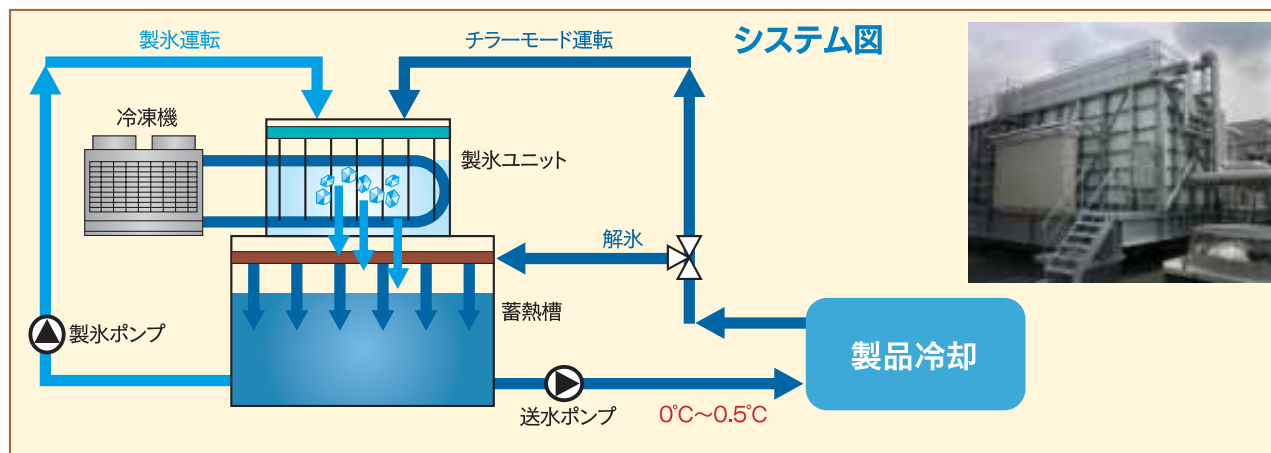 製氷運転
チラーモード運転
システム図
冷凍機
製氷ユニット
解氷
蓄熱槽
製氷ポンプ
製品冷却
送水ポンプ
0℃～0.5℃